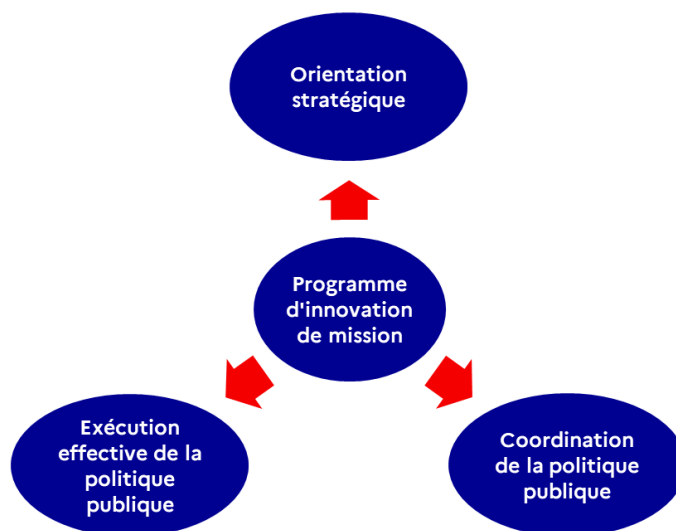 Orientation
stratégique
Programme
d'innovation
de mission
Exécution
effective de la
politique
publique
Coordination
de la politique
publique